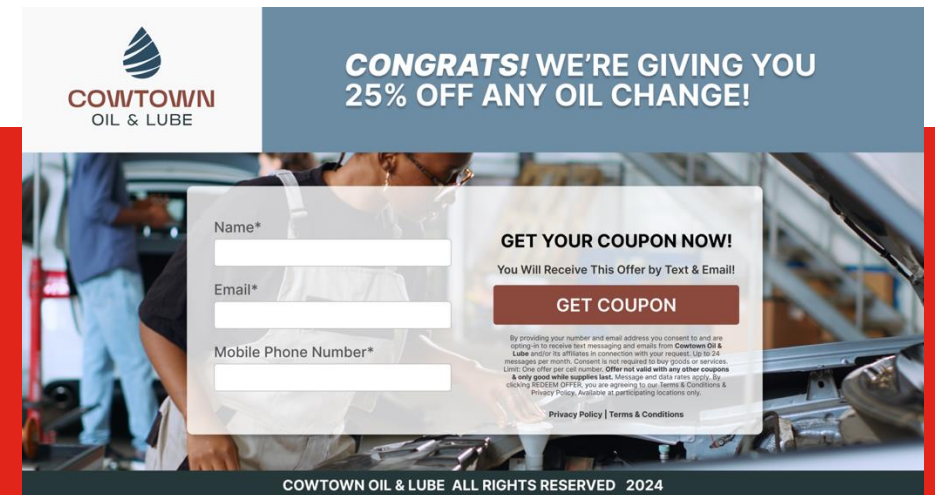 COWTOWN
OIL & LUBE
CONGRATS! WE'RE GIVING YOU
25% OFF ANY OIL CHANGE!
Name*
Email*
Mobile Phone Number*
GET YOUR COUPON NOW!
You Will Receive This Offer by Text & Email!
GET COUPON
By providing your number and email address you consent to and are
opting-in to receive text messaging and emails from Cowtown Oil &
Lube and/or its affiliates in connection with your request. Up to 24
messages per month. Consent is not required to buy goods or services.
Limit: One offer per cell number. Offer not valid with any other coupons
& only good while supplies last. Message and data rates apply. By
clicking REDEEM OFFER, you are agreeing to our Terms & Conditions &
Privacy Policy. Available at participating locations only.
Privacy Policy | Terms & Conditions
COWTOWN OIL & LUBE ALL RIGHTS RESERVED 2024